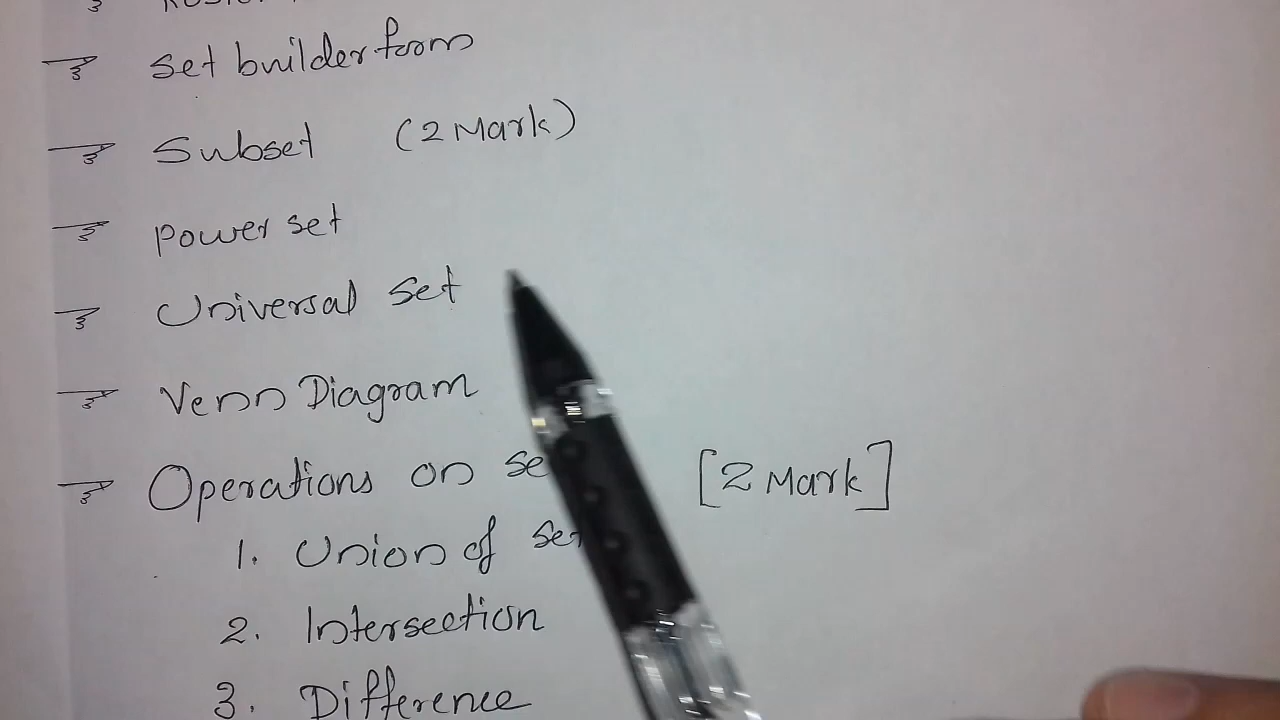 Set builder form
Subset (2 Mark)
Power set
Universal Set
Venn Diagram
Operations on [2 Mark]
1. Union of
2. Intersection
3. Difference